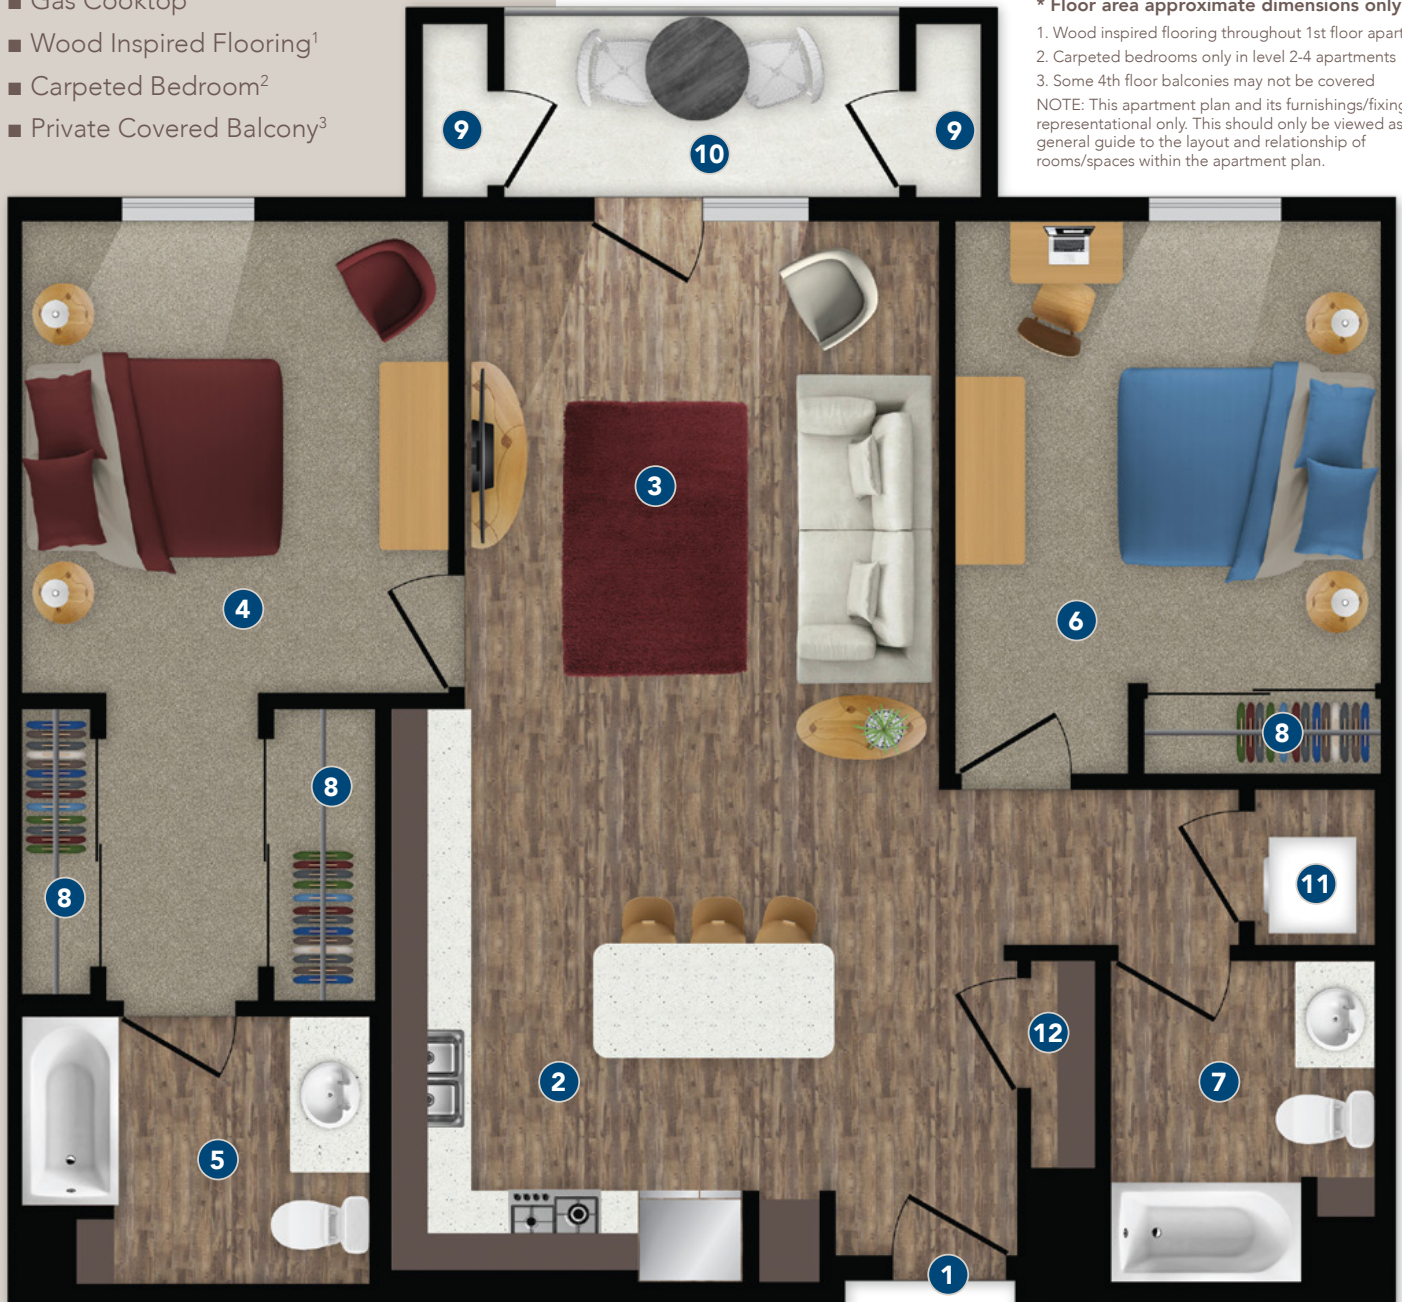 ■ Gas Cooktop
■ Wood Inspired Flooring¹
■ Carpeted Bedroom²
■ Private Covered Balcony³
* Floor area approximate dimensions only
1. Wood inspired flooring throughout 1st floor
2. Carpeted bedrooms only in level 2-4 apartments
3. Some 4th floor balconies may not be covered
NOTE: This apartment plan and its
representational only. This should only be viewed as
general guide to the layout and relationship of
rooms/spaces within the apartment plan.
9
10
9
3
4
6
8
8
8
11
12
2
7
5
1